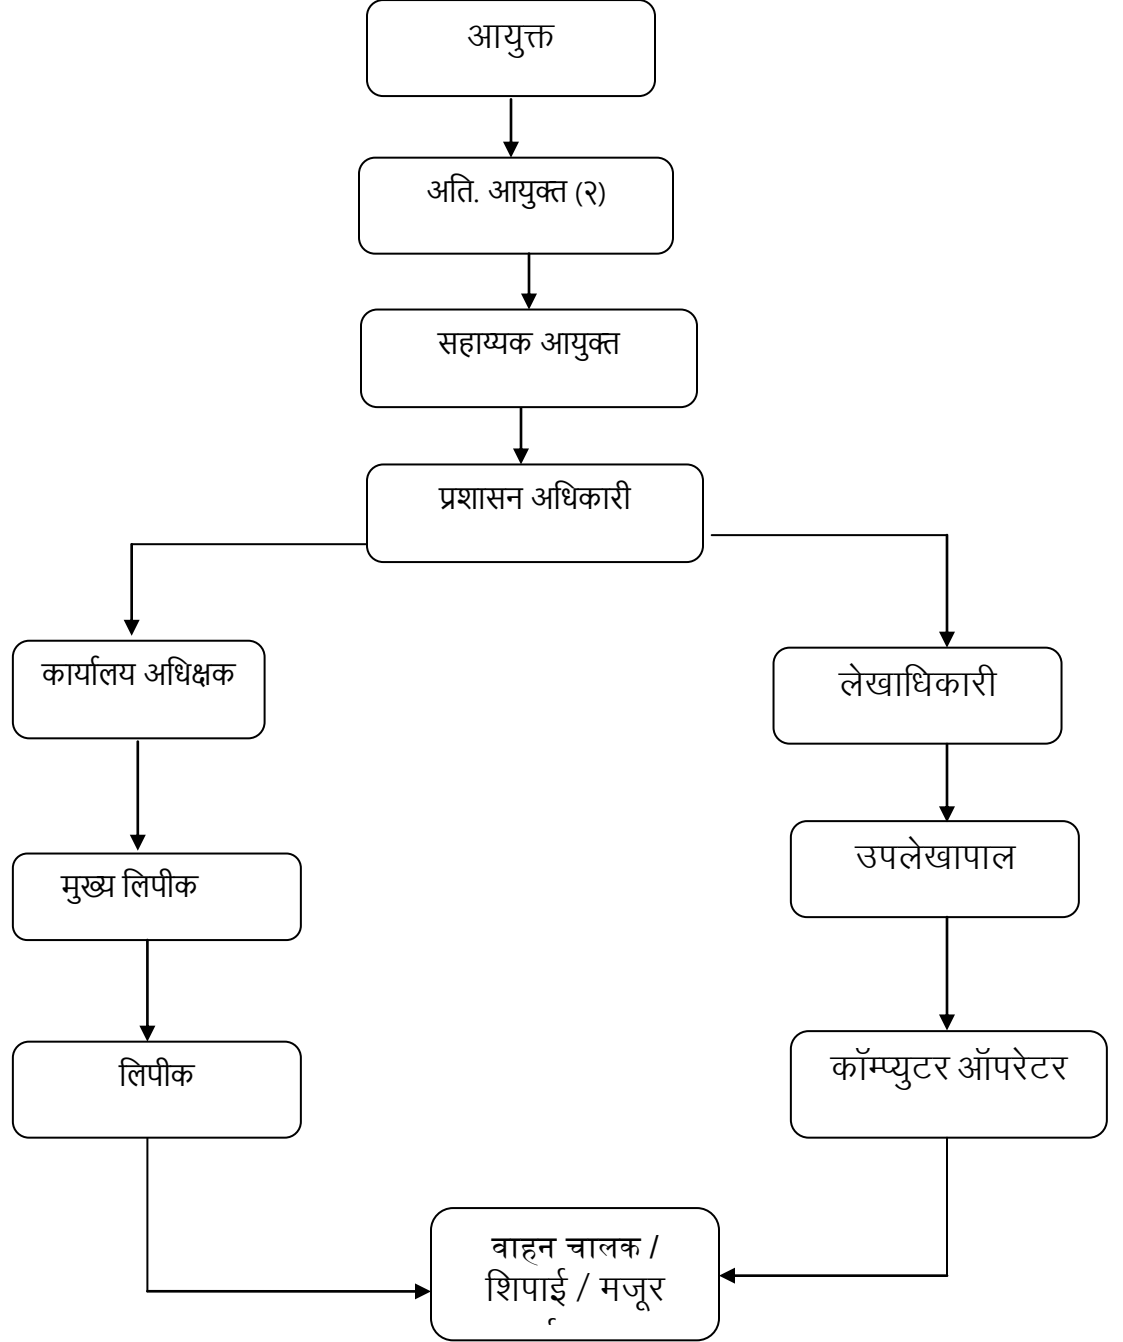 आयुक्त
अति. आयुक्त (२)
सहाय्यक आयुक्त
प्रशासन अधिकारी
कार्यालय अधिक्षक
लेखाधिकारी
मुख्य लिपीक
उपलेखापाल
लिपीक
कॉम्प्युटर ऑपरेटर
वाहन चालक /
शिपाई / मजूर